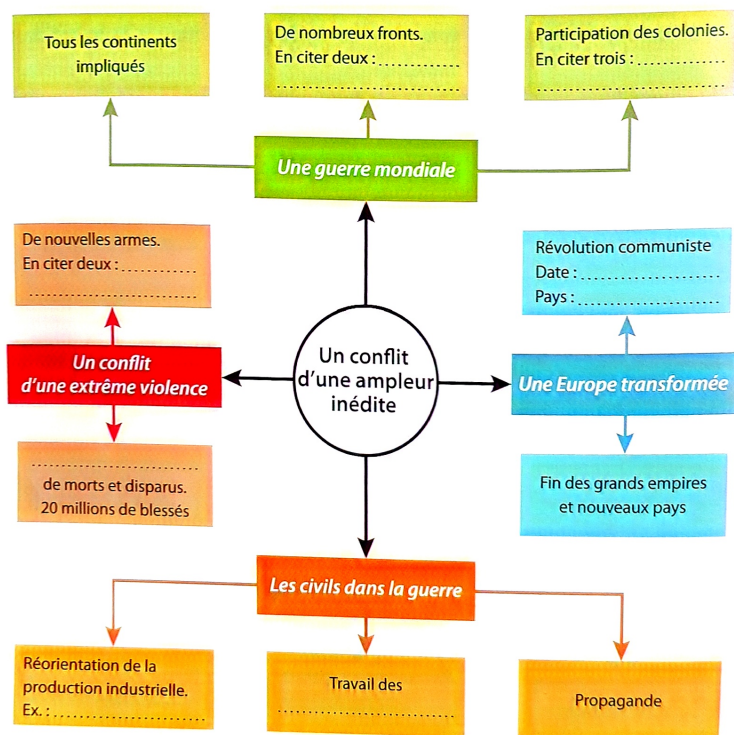 Tous les continents
impliqués
De nombreux fronts.
En citer deux : ......................
..............................................
Participation des colonies.
En citer trois : ...............
..........................................
Une guerre mondiale
De nouvelles armes.
En citer deux : .............
......................................
Un conflit
d'une extrême violence
......................................
de morts et disparus.
20 millions de blessés
Un conflit
d'une ampleur
inédite
Révolution communiste
Date : ............................
Pays : .........................
Une Europe transformée
Fin des grands empires
et nouveaux pays
Les civils dans la guerre
Réorientation de la
production industrielle.
Ex. : ...........................
Travail des
......................................
Propagande